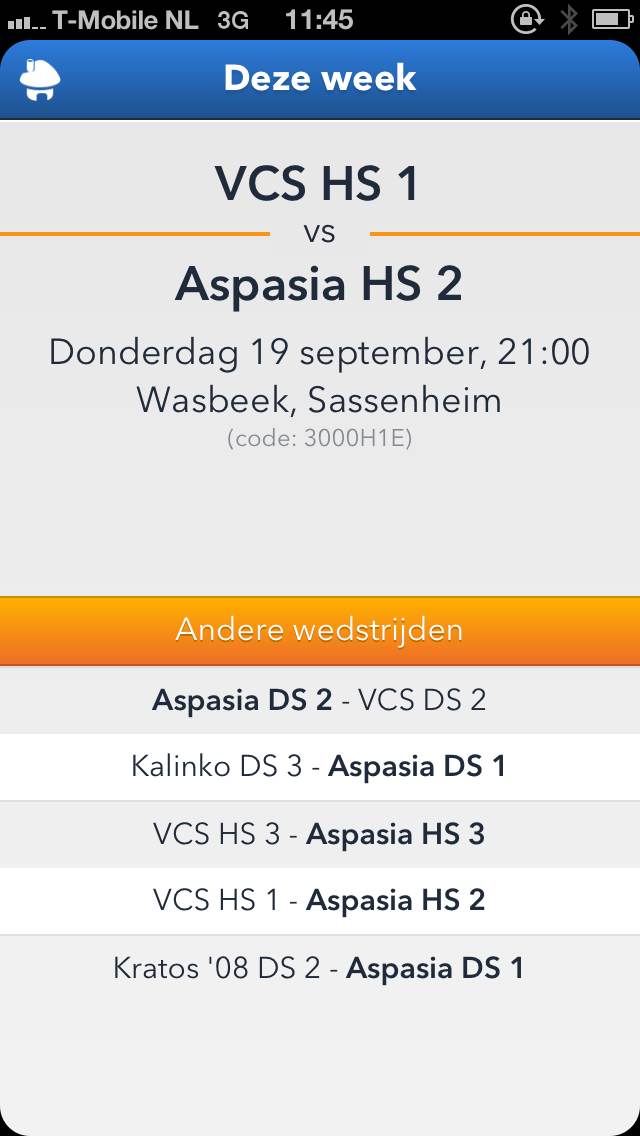 T-Mobile NL 3G 11:45
Deze week
VCS HS 1
vs
Aspasia HS 2
Donderdag 19 september, 21:00
Wasbeek, Sassenheim
(code: 3000H1E)
Andere wedstrijden
Aspasia DS 2 - VCS DS 2
Kalinko DS 3 - Aspasia DS 1
VCS HS 3 - Aspasia HS 3
VCS HS 1 - Aspasia HS 2
Kratos '08 DS 2 - Aspasia DS 1